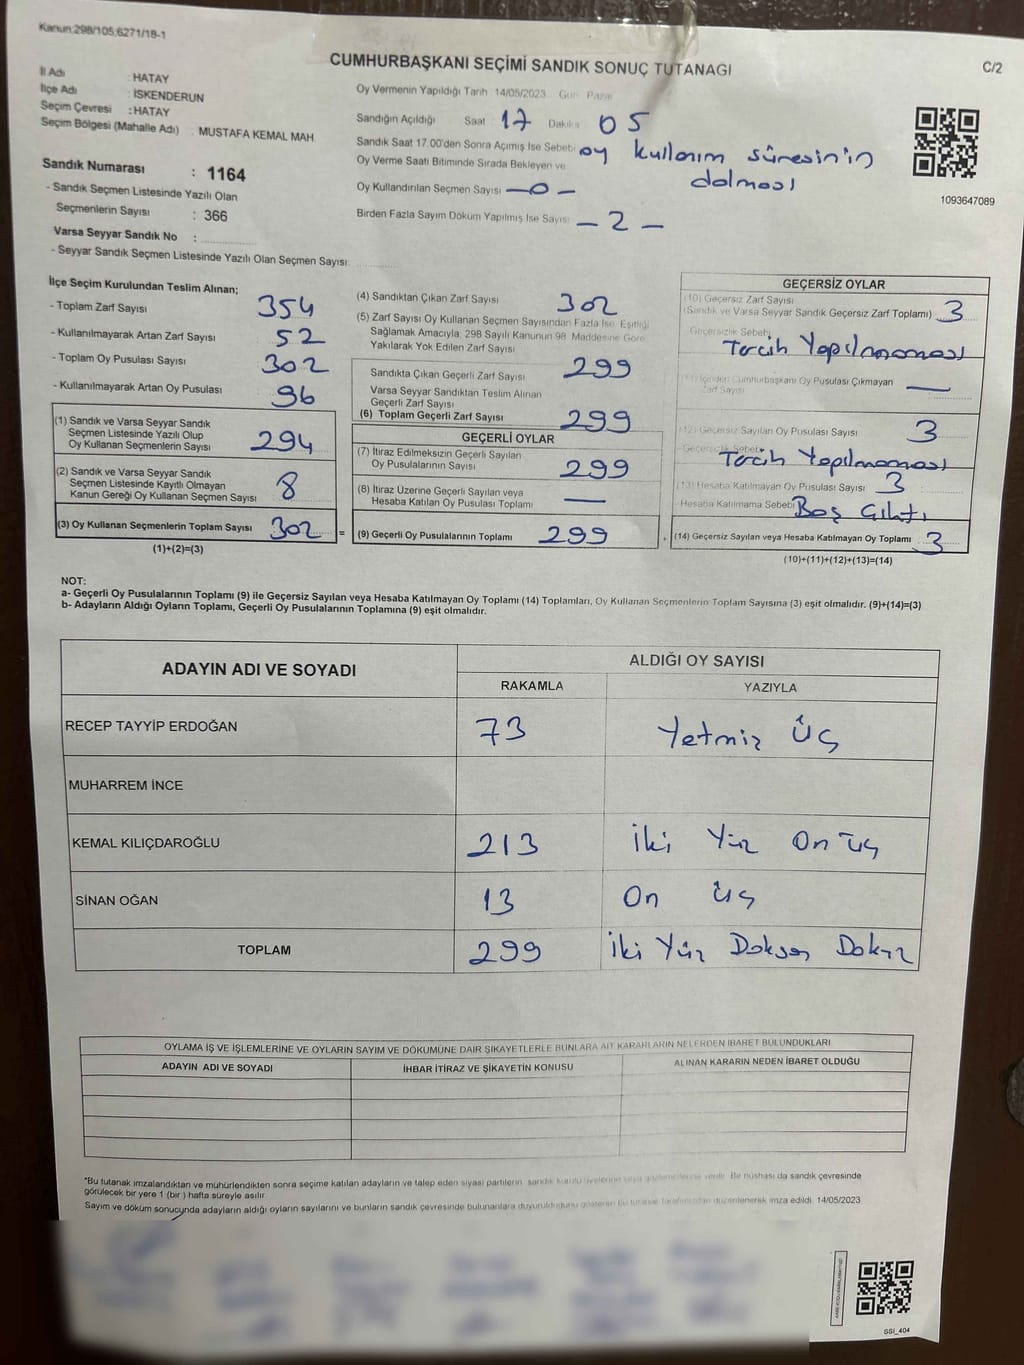 Kanun:298/105,6271/18-1
CUMHURBAŞKANI SEÇİMİ SANDIK SONUÇ TUTANAĞI
C/2
İl Adı : HATAY
İlçe Adı : İSKENDERUN
Seçim Çevresi : HATAY
Seçim Bölgesi (Mahalle Adı) : MUSTAFA KEMAL MAH.
Sandık Numarası : 1164
- Sandık Seçmen Listesinde Yazılı Olan
Seçmenlerin Sayısı : 366
Varsa Seyyar Sandık No :
- Seyyar Sandık Seçmen Listesinde Yazılı Olan Seçmen Sayısı:
Oy Vermenin Yapıldığı Tarih 14/05/2023 Gün Pazar
Sandığın Açıldığı Saat 17 Dakika 05
Sandık Saat 17.00'den Sonra Açımış İse Sebebi oy kullanım süresinin
dolması
Oy Verme Saati Bitiminde Sırada Bekleyen ve
Oy Kullandırılan Seçmen Sayısı - 0 -
Birden Fazla Sayım Döküm Yapılmış İse Sayısı - 2 -
1093647089
İlçe Seçim Kurulundan Teslim Alınan;
- Toplam Zarf Sayısı 354
- Kullanılmayarak Artan Zarf Sayısı 52
- Toplam Oy Pusulası Sayısı 302
- Kullanılmayarak Artan Oy Pusulası 96
(1) Sandık ve Varsa Seyyar Sandık
Seçmen Listesinde Yazılı Olup
Oy Kullanan Seçmenlerin Sayısı 294
(2) Sandık ve Varsa Seyyar Sandık
Seçmen Listesinde Kayıtlı Olmayan
Kanun Gereği Oy Kullanan Seçmen Sayısı 8
(3) Oy Kullanan Seçmenlerin Toplam Sayısı 302 =
(1)+(2)=(3)
(4) Sandıktan Çıkan Zarf Sayısı 302
(5) Zarf Sayısı Oy Kullanan Seçmen Sayısından Fazla İse, Eşitliği
Sağlamak Amacıyla; 298 Sayılı Kanunun 98. Maddesine Göre
Yakılarak Yok Edilen Zarf Sayısı
Sandıkta Çıkan Geçerli Zarf Sayısı 299
Varsa Seyyar Sandıktan Teslim Alınan
Geçerli Zarf Sayısı
(6) Toplam Geçerli Zarf Sayısı 299
GEÇERLİ OYLAR
(7) İtiraz Edilmeksizin Geçerli Sayılan
Oy Pusulalarının Sayısı 299
(8) İtiraz Üzerine Geçerli Sayılan veya
Hesaba Katılan Oy Pusulası Toplamı —
(9) Geçerli Oy Pusulalarının Toplamı 299
GEÇERSİZ OYLAR
(10) Geçersiz Zarf Sayısı
(Sandık ve Varsa Seyyar Sandık Geçersiz Zarf Toplamı) 3
Geçersizlik Sebebi
Tercih Yapılmaması
(11) İçinden Cumhurbaşkanı Oy Pusulası Çıkmayan
Zarf Sayısı —
(12) Geçersiz Sayılan Oy Pusulası Sayısı 3
Geçersizlik Sebebi
Tercih Yapılmaması
(13) Hesaba Katılmayan Oy Pusulası Sayısı 3
Hesaba Katılmama Sebebi Boş Çıktı
(14) Geçersiz Sayılan veya Hesaba Katılmayan Oy Toplamı 3
(10)+(11)+(12)+(13)=(14)
NOT:
a- Geçerli Oy Pusulalarının Toplamı (9) ile Geçersiz Sayılan veya Hesaba Katılmayan Oy Toplamı (14) Toplamları, Oy Kullanan Seçmenlerin Toplam Sayısına (3) eşit olmalıdır. (9)+(14)=(3)
b- Adayların Aldığı Oyların Toplamı, Geçerli Oy Pusulalarının Toplamına (9) eşit olmalıdır.
ADAYIN ADI VE SOYADI
ALDIĞI OY SAYISI
RAKAMLA YAZIYLA
RECEP TAYYİP ERDOĞAN 73 Yetmiz Üç
MUHARREM İNCE
KEMAL KILIÇDAROĞLU 213 İki Yüz On üç
SİNAN OĞAN 13 On üç
TOPLAM 299 İki Yüz Doksan Dokuz
OYLAMA İŞ VE İŞLEMLERİNE VE OYLARIN SAYIM VE DÖKÜMÜNE DAİR ŞİKAYETLERLE BUNLARA AİT KARARLARIN NELERDEN İBARET BULUNDUKLARI
ADAYIN ADI VE SOYADI İHBAR İTİRAZ VE ŞİKAYETİN KONUSU ALINAN KARARIN NEDEN İBARET OLDUĞU
*Bu tutanak imzalandıktan ve mühürlendikten sonra seçime katılan adayların ve talep eden siyasi partilerin, sandık kurulu üyelerine veya gözlemcilerine verilir. Bir nüshası da sandık çevresinde
görülecek bir yere 1 (bir) hafta süreyle asılır.
Sayım ve döküm sonucunda adayların aldığı oyların sayılarını ve bunların sandık çevresinde bulunanlara duyurulduğunu gösteren bu tutanak tarafımızdan düzenlenerek imza edildi. 14/05/2023
SSI_404